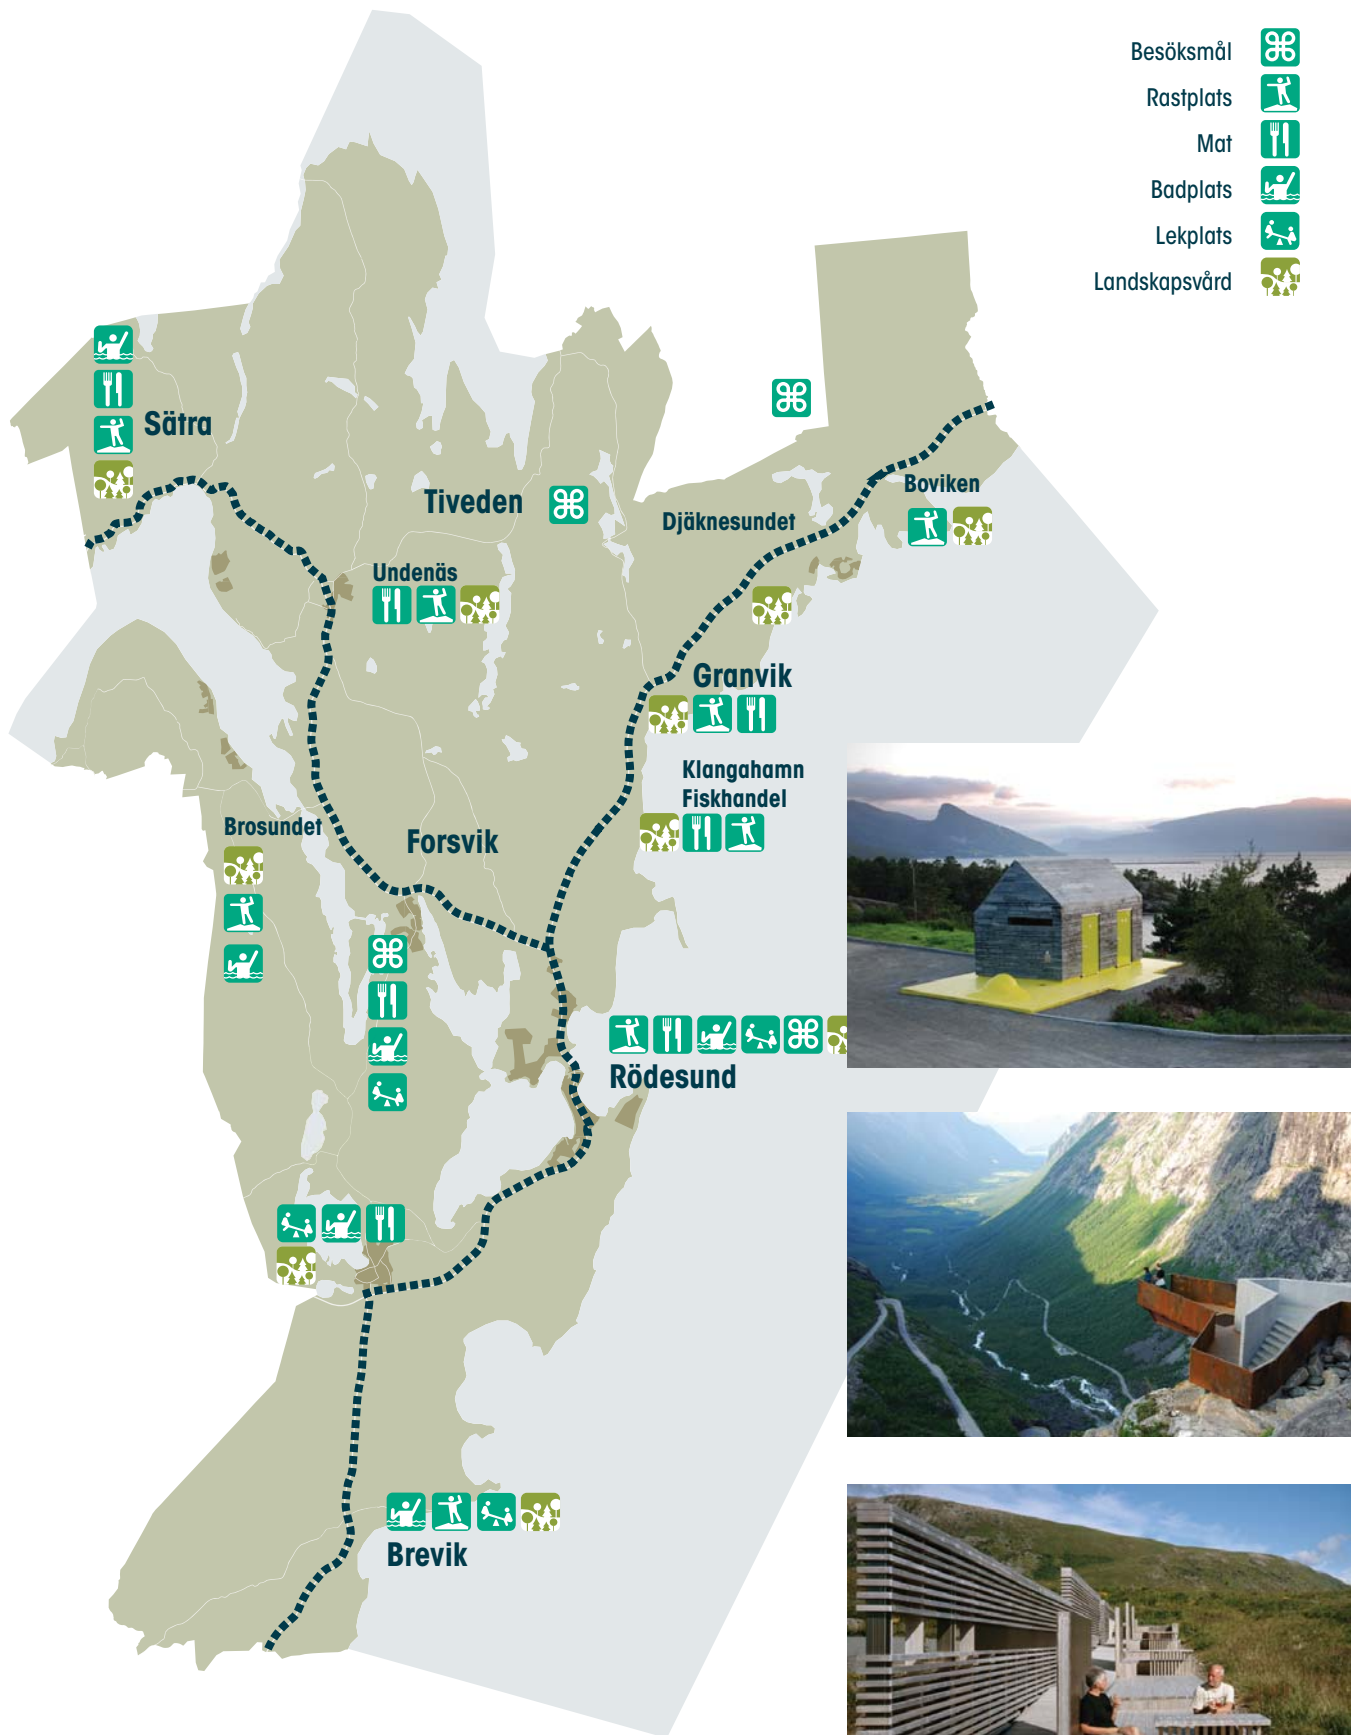 Besöksmål
Rastplats
Mat
Badplats
Lekplats
Landskapsvård
Sätra
Tiveden
Boviken
Djäknesundet
Undenäs
Granvik
Klangahamn
Fiskhandel
Brosundet
Forsvik
Rödesund
Brevik